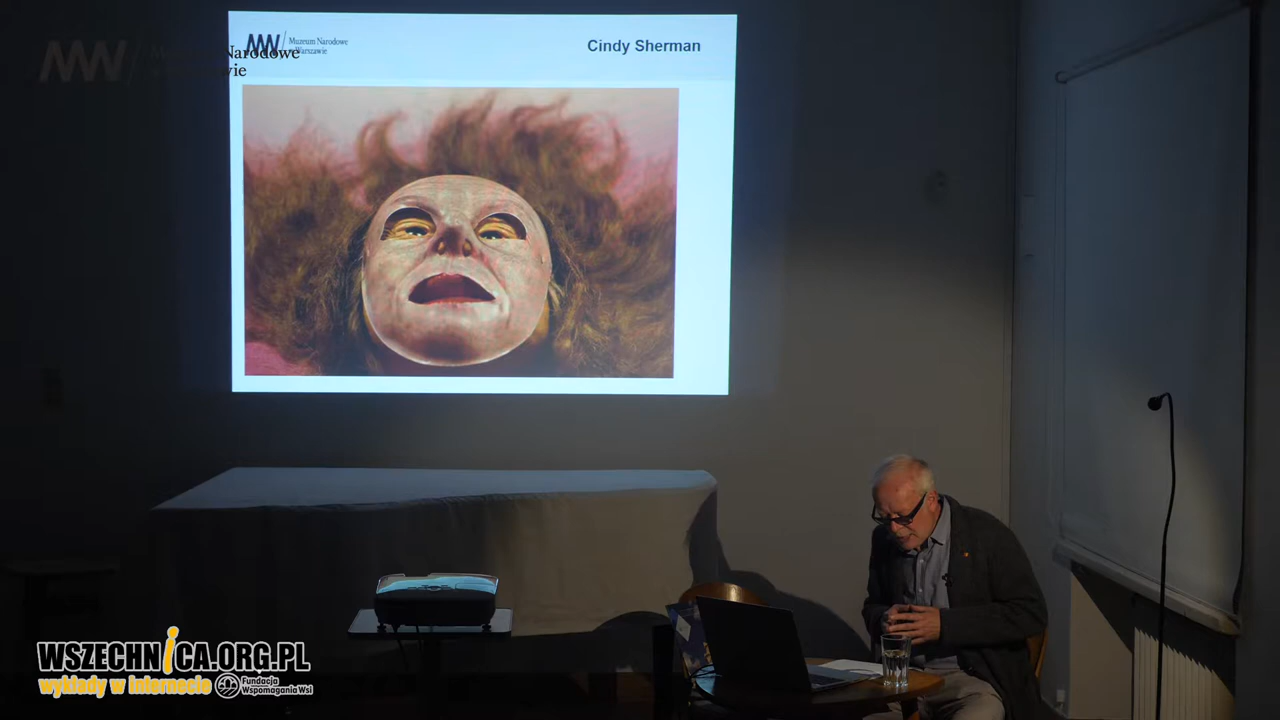 Muzeum Narodowe
w Warszawie
Cindy Sherman
Narodowe
wie
WSZECHNICA.ORG.PL
wykłady w internecie
Fundacja
Wspomagania Wsi